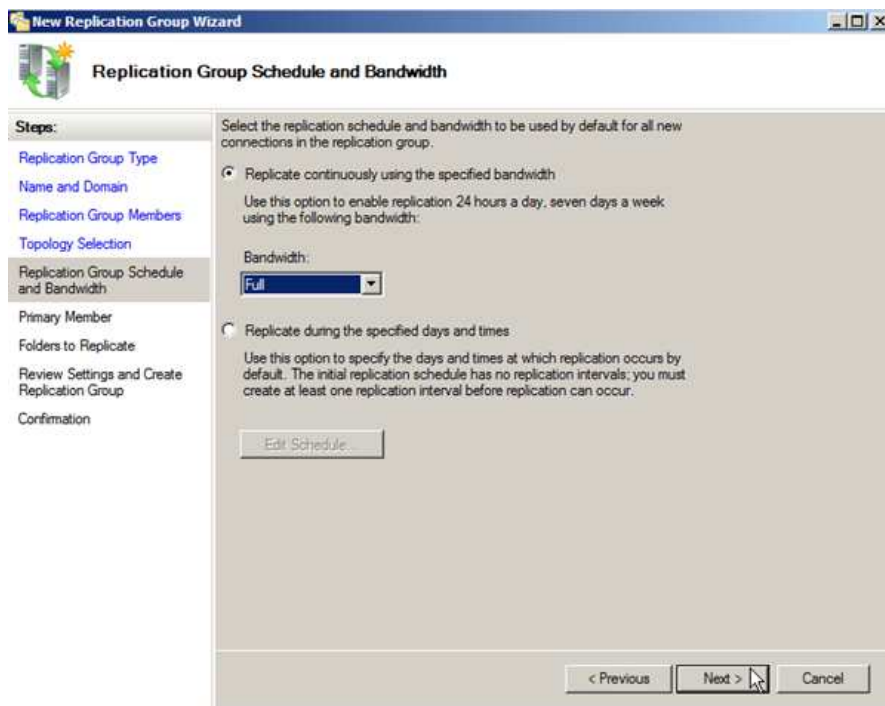 New Replication Group Wizard
Replication Group Schedule and Bandwidth
Steps:
Replication Group Type
Name and Domain
Replication Group Members
Topology Selection
Replication Group Schedule
and Bandwidth
Primary Member
Folders to Replicate
Review Settings and Create
Replication Group
Confirmation
Select the replication schedule and bandwidth to be used by default for all new
connections in the replication group.
Replicate continuously using the specified bandwidth
Use this option to enable replication 24 hours a day, seven days a week
using the following bandwidth:
Bandwidth:
Full
Replicate during the specified days and times
Use this option to specify the days and times at which replication occurs by
default. The initial replication schedule has no replication intervals; you must
create at least one replication interval before replication can occur.
Edit Schedule...
< Previous
Next >
Cancel